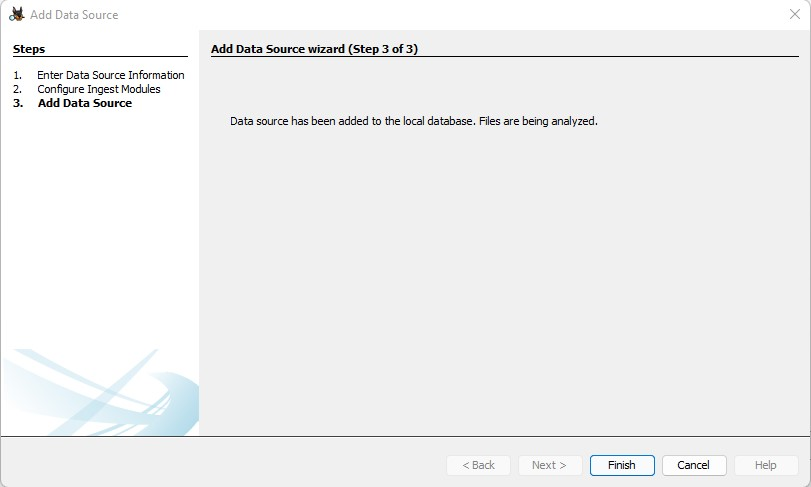 Add Data Source
Steps
Add Data Source wizard (Step 3 of 3)
1. Enter Data Source Information
2. Configure Ingest Modules
3. Add Data Source
Data source has been added to the local database. Files are being analyzed.
< Back
Next >
Finish
Cancel
Help